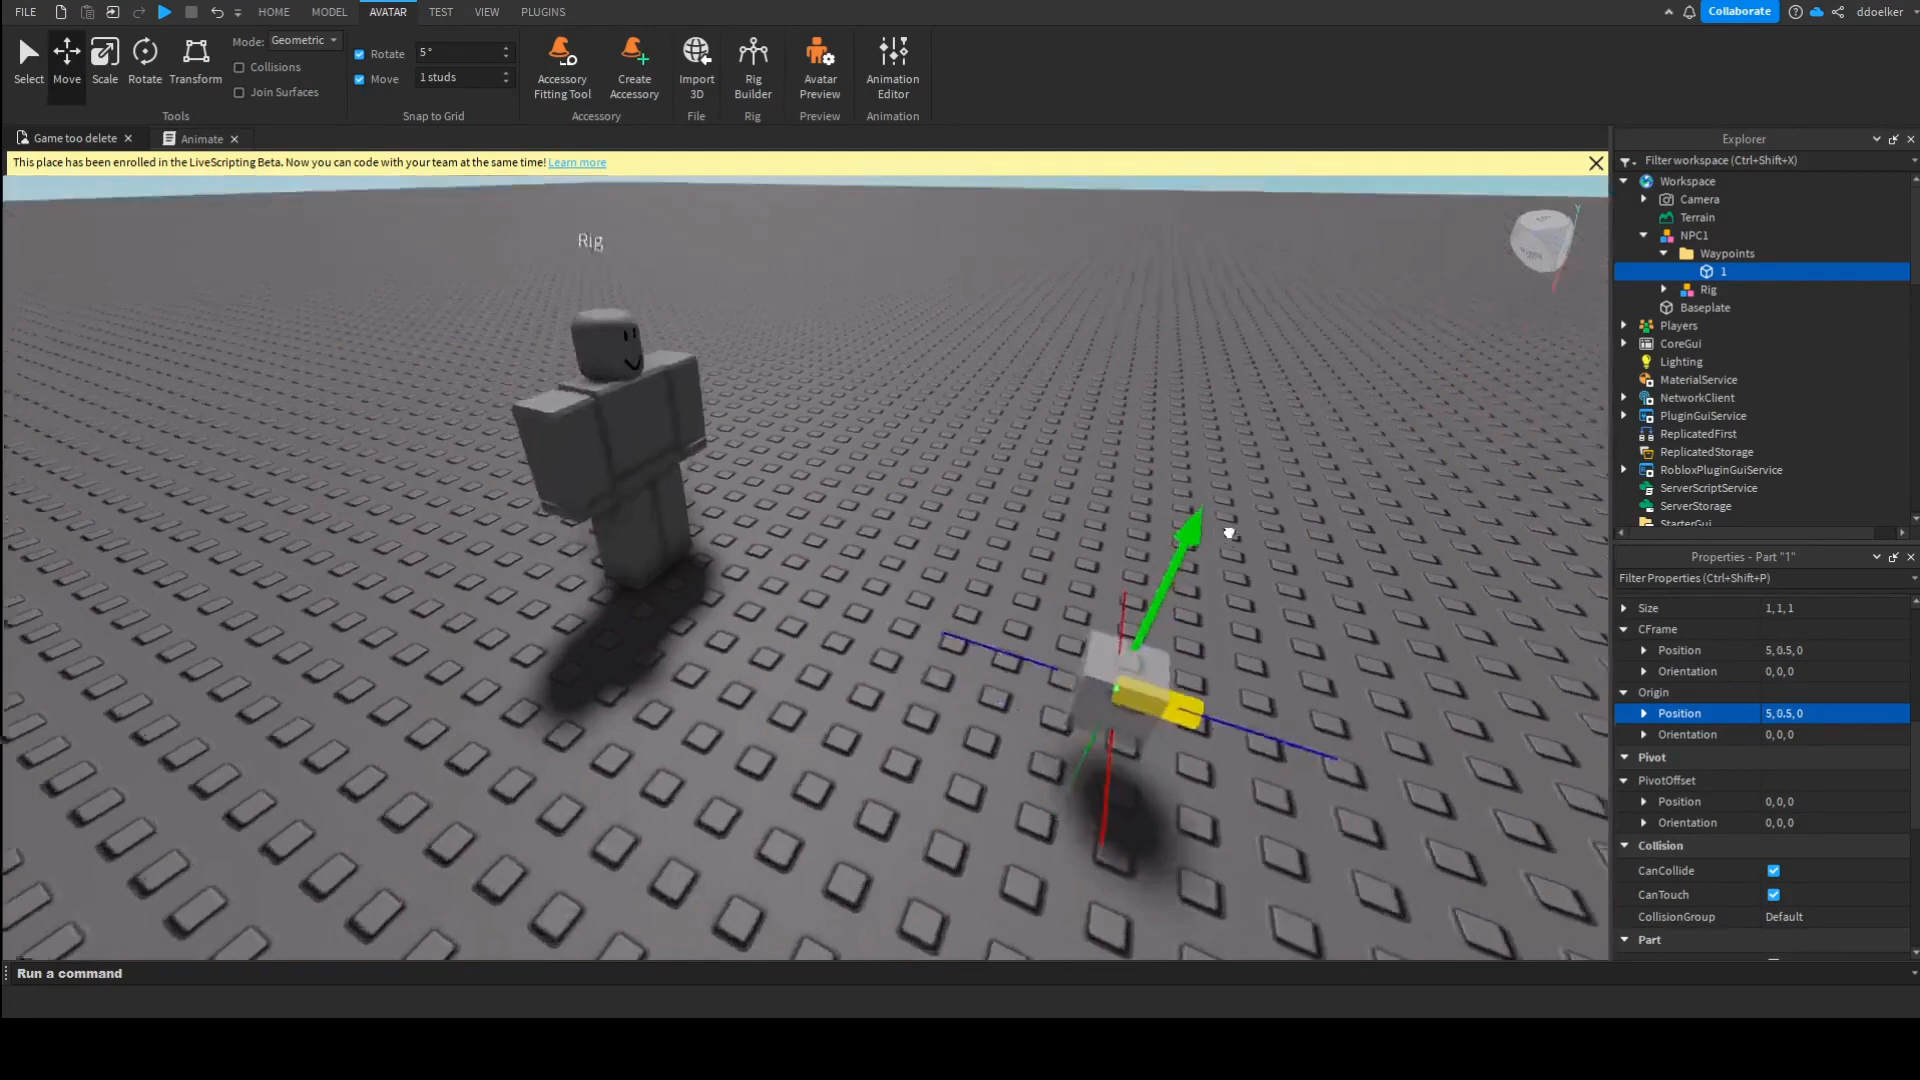 FILE HOME MODEL AVATAR TEST VIEW PLUGINS Collaborate ddoelker
Select Move Scale Rotate Transform
Mode: Geometric
Collisions
Join Surfaces
Tools
Rotate 5°
Move 1 studs
Snap to Grid
Accessory Fitting Tool
Create Accessory
Accessory
Import 3D
File
Rig Builder
Rig
Avatar Preview
Preview
Animation Editor
Animation
Game too delete Animate
This place has been enrolled in the LiveScripting Beta. Now you can code with your team at the same time! Learn more
Rig
Y
Explorer
Filter workspace (Ctrl+Shift+X)
Workspace
Camera
Terrain
NPC1
Waypoints
1
Rig
Baseplate
Players
CoreGui
Lighting
MaterialService
NetworkClient
PluginGuiService
ReplicatedFirst
ReplicatedStorage
RobloxPluginGuiService
ServerScriptService
ServerStorage
StarterGui
Properties - Part "1"
Filter Properties (Ctrl+Shift+P)
Size 1, 1, 1
CFrame
Position 5, 0.5, 0
Orientation 0, 0, 0
Origin
Position 5, 0.5, 0
Orientation 0, 0, 0
Pivot
PivotOffset
Position 0, 0, 0
Orientation 0, 0, 0
Collision
CanCollide
CanTouch
CollisionGroup Default
Part
Run a command